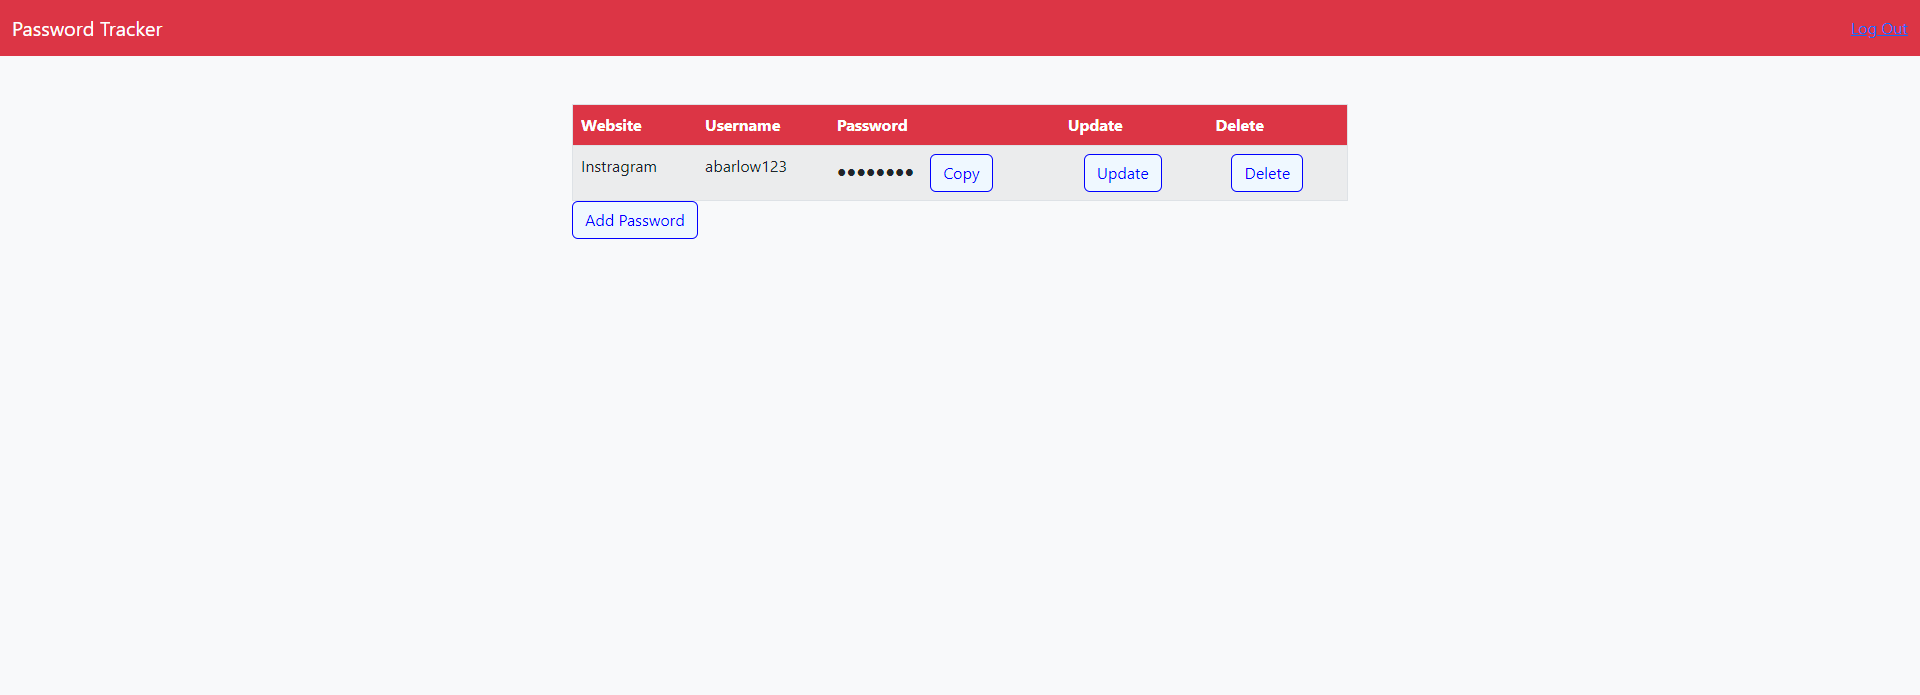 Password Tracker Log Out
Website Username Password Update Delete
Instragram abarlow123 •••••••• Copy Update Delete
Add Password